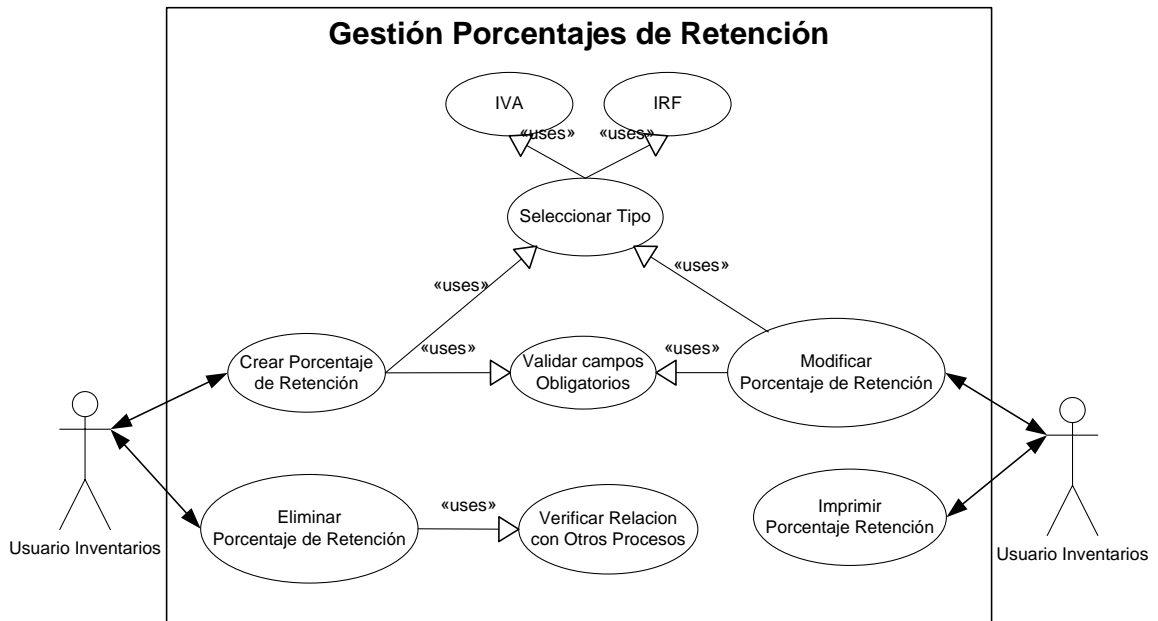 Gestión Porcentajes de Retención
IVA
IRF
«uses»
«uses»
Seleccionar Tipo
«uses»
«uses»
Crear Porcentaje
de Retención
«uses»
Validar campos
Obligatorios
«uses»
Modificar
Porcentaje de Retención
Usuario Inventarios
Eliminar
Porcentaje de Retención
«uses»
Verificar Relacion
con Otros Procesos
Imprimir
Porcentaje Retención
Usuario Inventarios